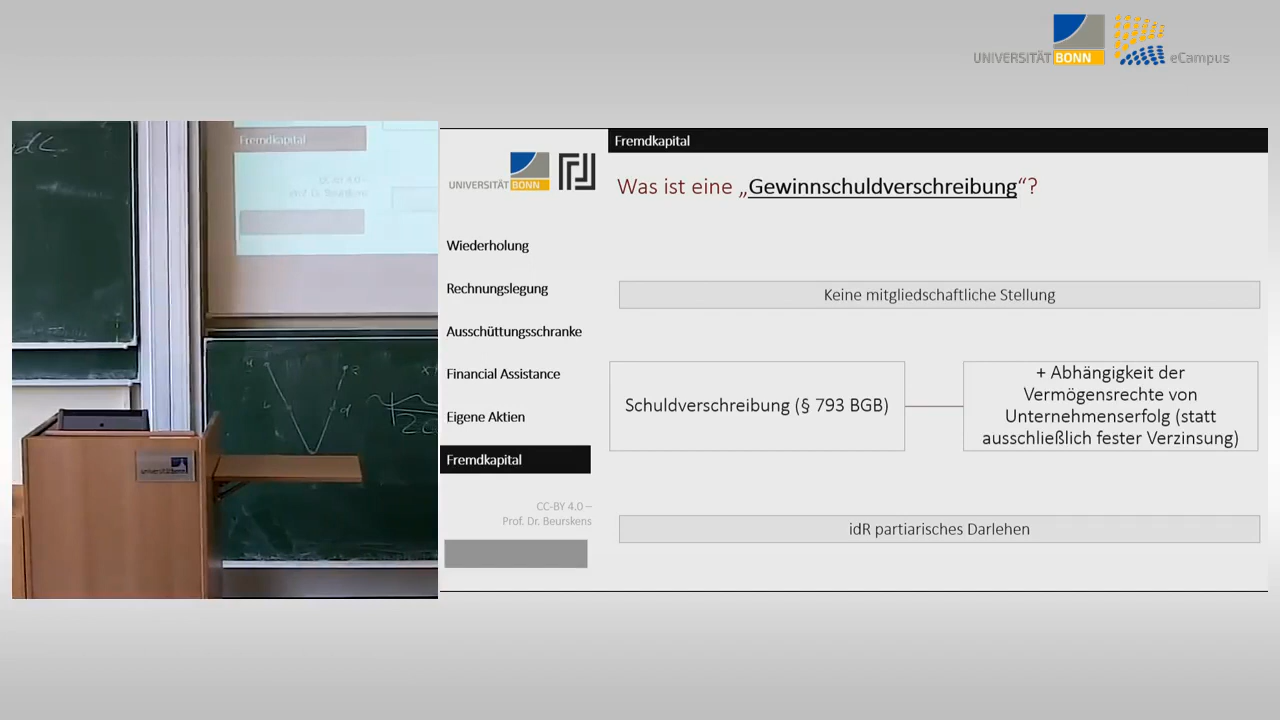 UNIVERSITÄT BONN
eCampus
Fremdkapital
universitätbonn
UNIVERSITÄT BONN
Wiederholung
Rechnungslegung
Ausschüttungsschranke
Financial Assistance
Eigene Aktien
Fremdkapital
CC-BY 4.0 –
Prof. Dr. Beurskens
Fremdkapital
Was ist eine „Gewinnschuldverschreibung“?
Keine mitgliedschaftliche Stellung
Schuldverschreibung (§ 793 BGB)
+ Abhängigkeit der
Vermögensrechte von
Unternehmenserfolg (statt
ausschließlich fester Verzinsung)
idR partiarisches Darlehen